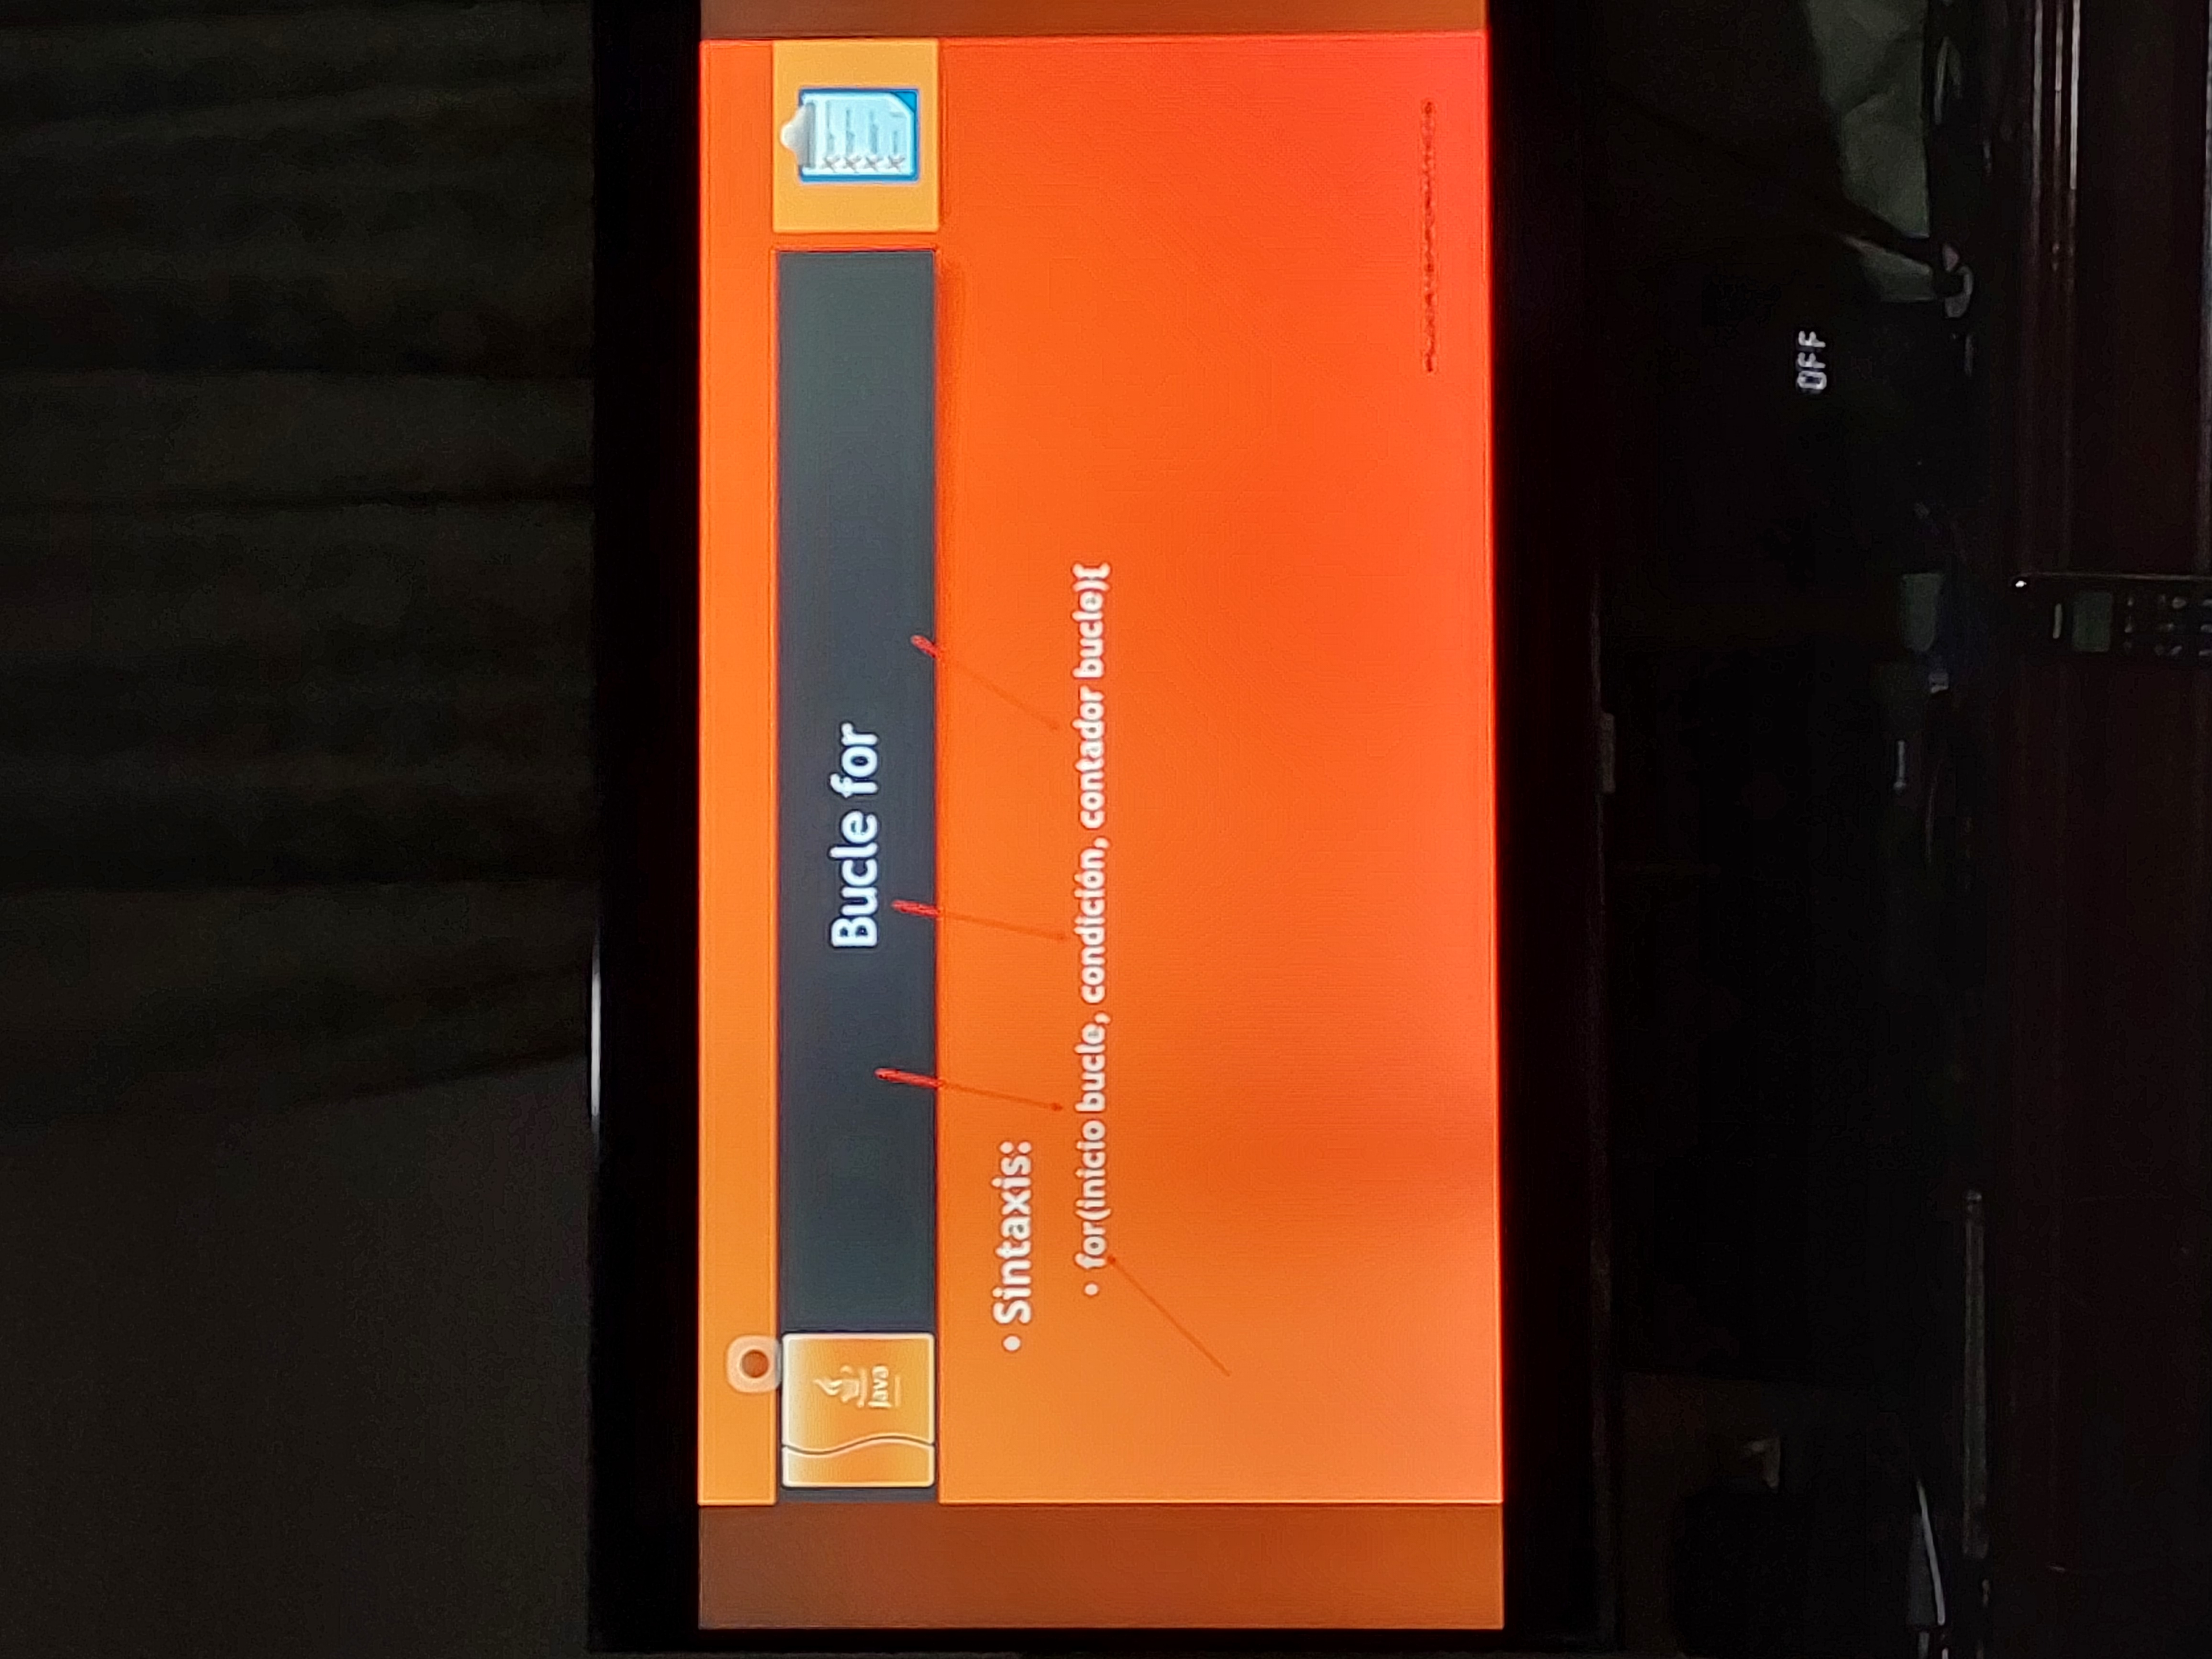 Bucle for
Java
• Sintaxis:
• for(inicio bucle, condición, contador bucle){
OFF